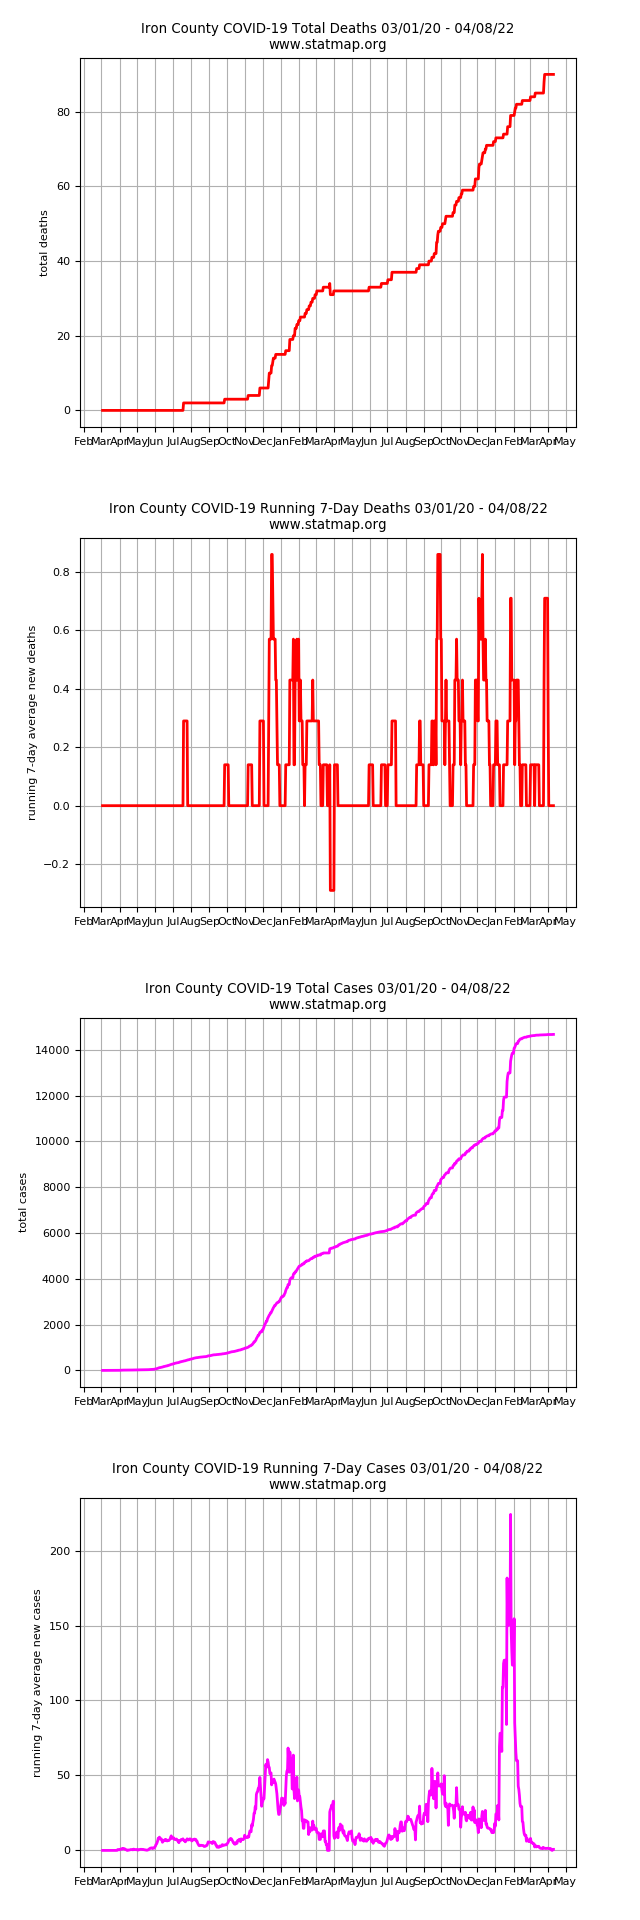 Iron County COVID-19 Total Deaths 03/01/20 - 04/08/22
www.statmap.org
80
60
40
20
0
total deaths
Feb Mar Apr May Jun Jul Aug Sep Oct Nov Dec Jan Feb Mar Apr May Jun Jul Aug Sep Oct Nov Dec Jan Feb Mar Apr May
Iron County COVID-19 Running 7-Day Deaths 03/01/20 - 04/08/22
www.statmap.org
0.8
0.6
0.4
0.2
0.0
−0.2
running 7-day average new deaths
Feb Mar Apr May Jun Jul Aug Sep Oct Nov Dec Jan Feb Mar Apr May Jun Jul Aug Sep Oct Nov Dec Jan Feb Mar Apr May
Iron County COVID-19 Total Cases 03/01/20 - 04/08/22
www.statmap.org
14000
12000
10000
8000
6000
4000
2000
0
total cases
Feb Mar Apr May Jun Jul Aug Sep Oct Nov Dec Jan Feb Mar Apr May Jun Jul Aug Sep Oct Nov Dec Jan Feb Mar Apr May
Iron County COVID-19 Running 7-Day Cases 03/01/20 - 04/08/22
www.statmap.org
200
150
100
50
0
running 7-day average new cases
Feb Mar Apr May Jun Jul Aug Sep Oct Nov Dec Jan Feb Mar Apr May Jun Jul Aug Sep Oct Nov Dec Jan Feb Mar Apr May